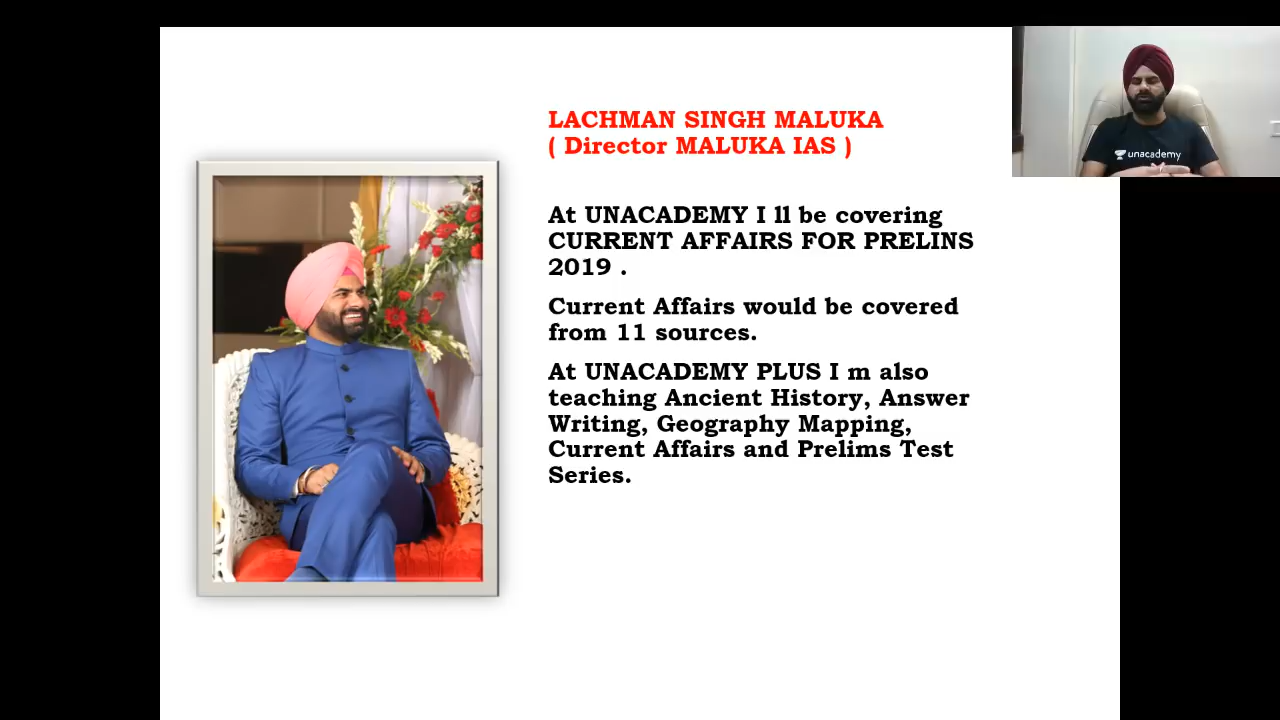 LACHMAN SINGH MALUKA
( Director MALUKA IAS )
At UNACADEMY I ll be covering
CURRENT AFFAIRS FOR PRELINS
2019 .
Current Affairs would be covered
from 11 sources.
At UNACADEMY PLUS I m also
teaching Ancient History, Answer
Writing, Geography Mapping,
Current Affairs and Prelims Test
Series.
unacademy